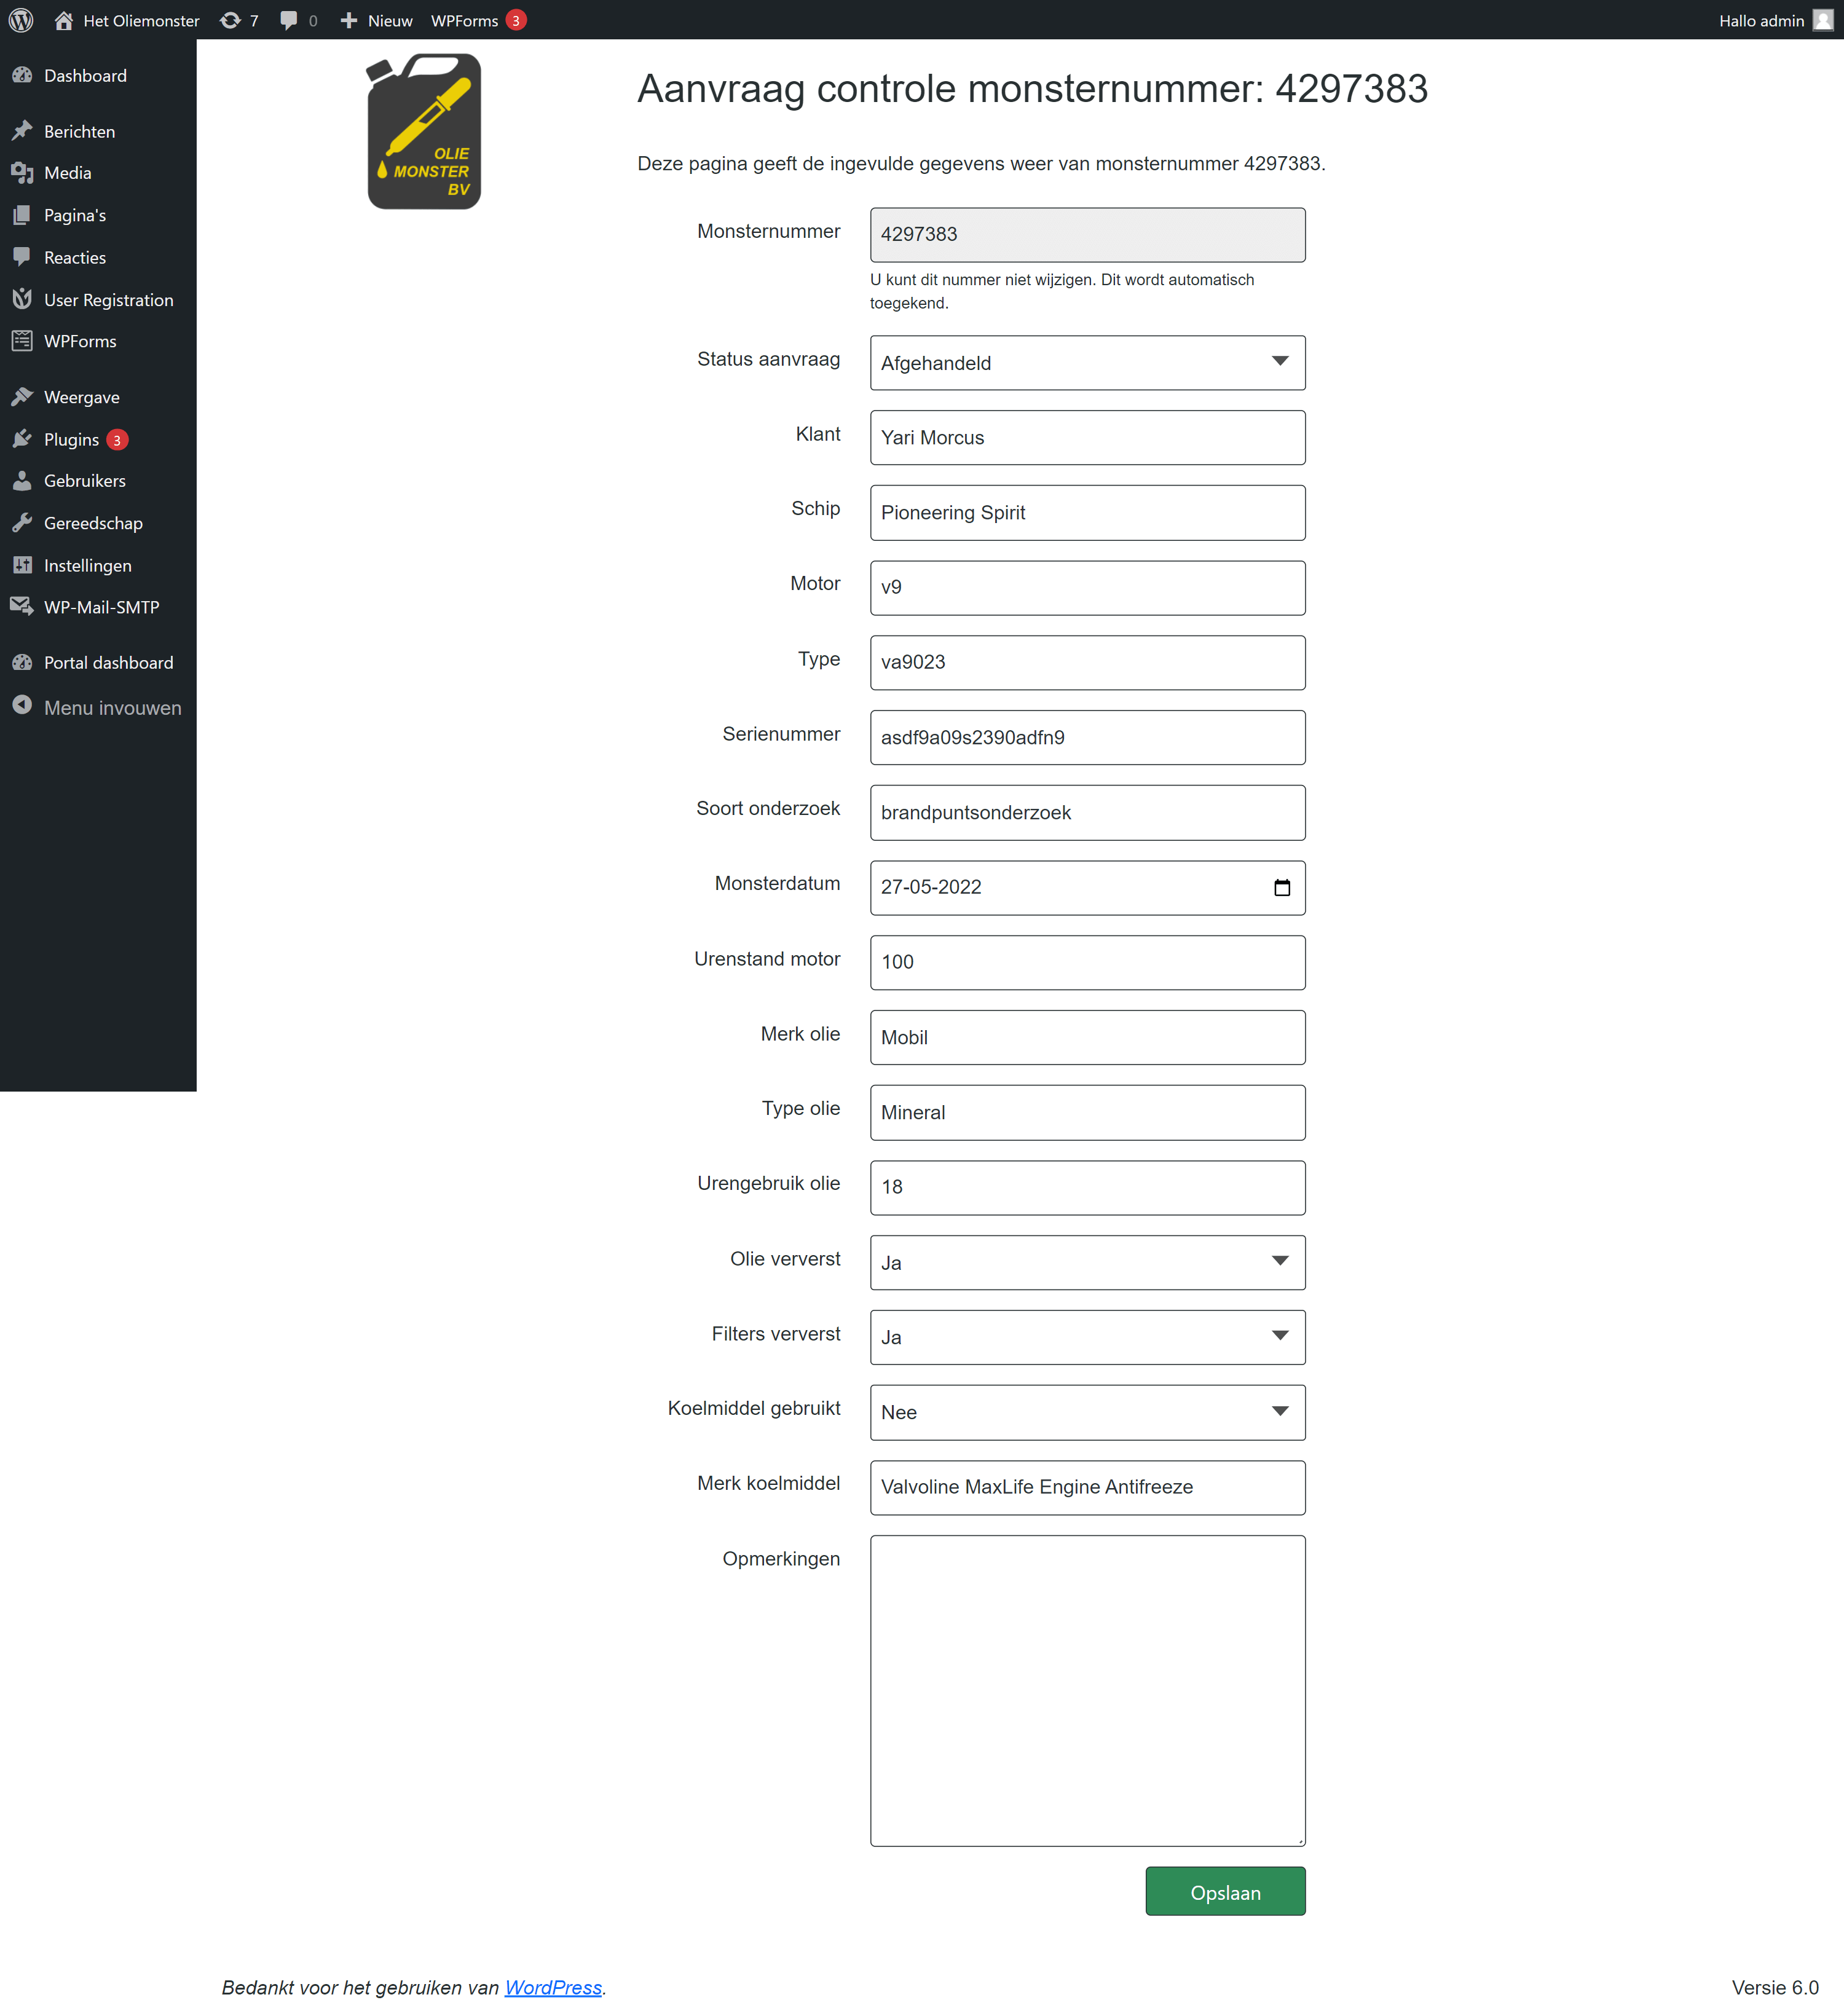 Het Oliemonster 7 0 Nieuw WPForms 3 Hallo admin
Dashboard
Berichten
Media
Pagina's
Reacties
User Registration
WPForms
Weergave
Plugins 3
Gebruikers
Gereedschap
Instellingen
WP-Mail-SMTP
Portal dashboard
Menu invouwen
OLIE
MONSTER
BV
Aanvraag controle monsternummer: 4297383
Deze pagina geeft de ingevulde gegevens weer van monsternummer 4297383.
Monsternummer 4297383
U kunt dit nummer niet wijzigen. Dit wordt automatisch
toegekend.
Status aanvraag Afgehandeld
Klant Yari Morcus
Schip Pioneering Spirit
Motor v9
Type va9023
Serienummer asdf9a09s2390adfn9
Soort onderzoek brandpuntsonderzoek
Monsterdatum 27-05-2022
Urenstand motor 100
Merk olie Mobil
Type olie Mineral
Urengebruik olie 18
Olie ververst Ja
Filters ververst Ja
Koelmiddel gebruikt Nee
Merk koelmiddel Valvoline MaxLife Engine Antifreeze
Opmerkingen
Opslaan
Bedankt voor het gebruiken van WordPress. Versie 6.0